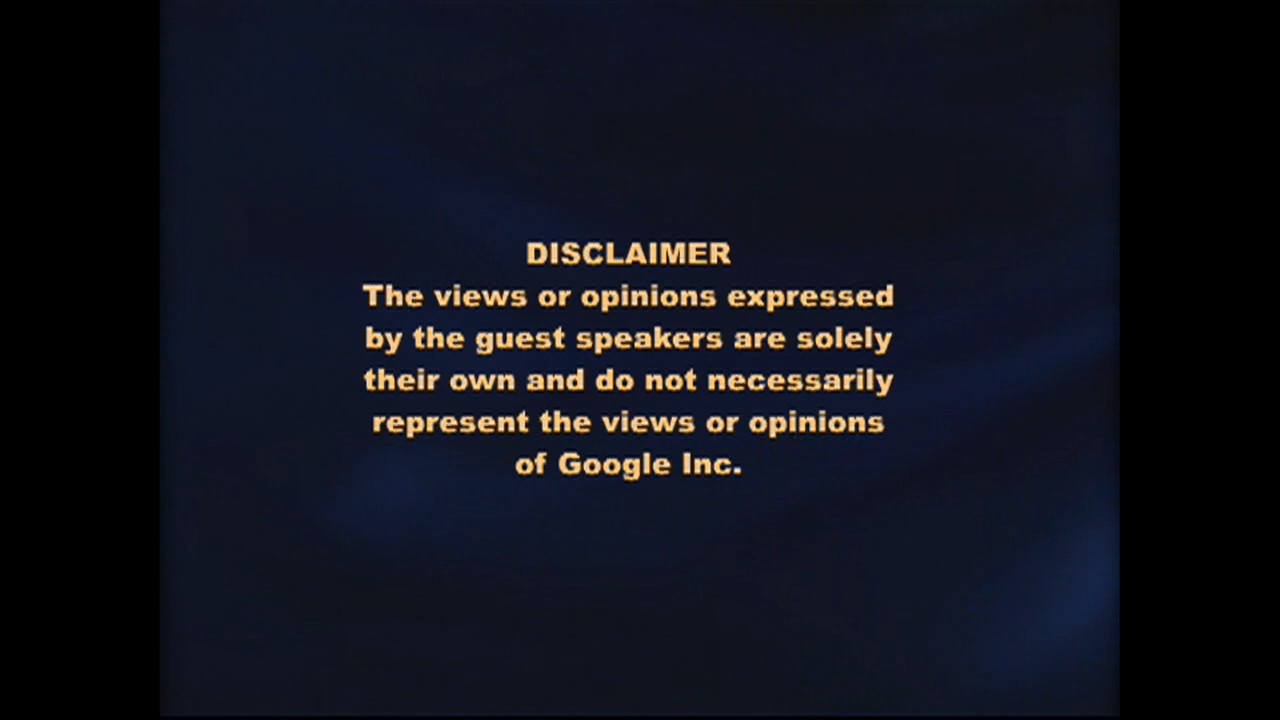 DISCLAIMER
The views or opinions expressed
by the guest speakers are solely
their own and do not necessarily
represent the views or opinions
of Google Inc.